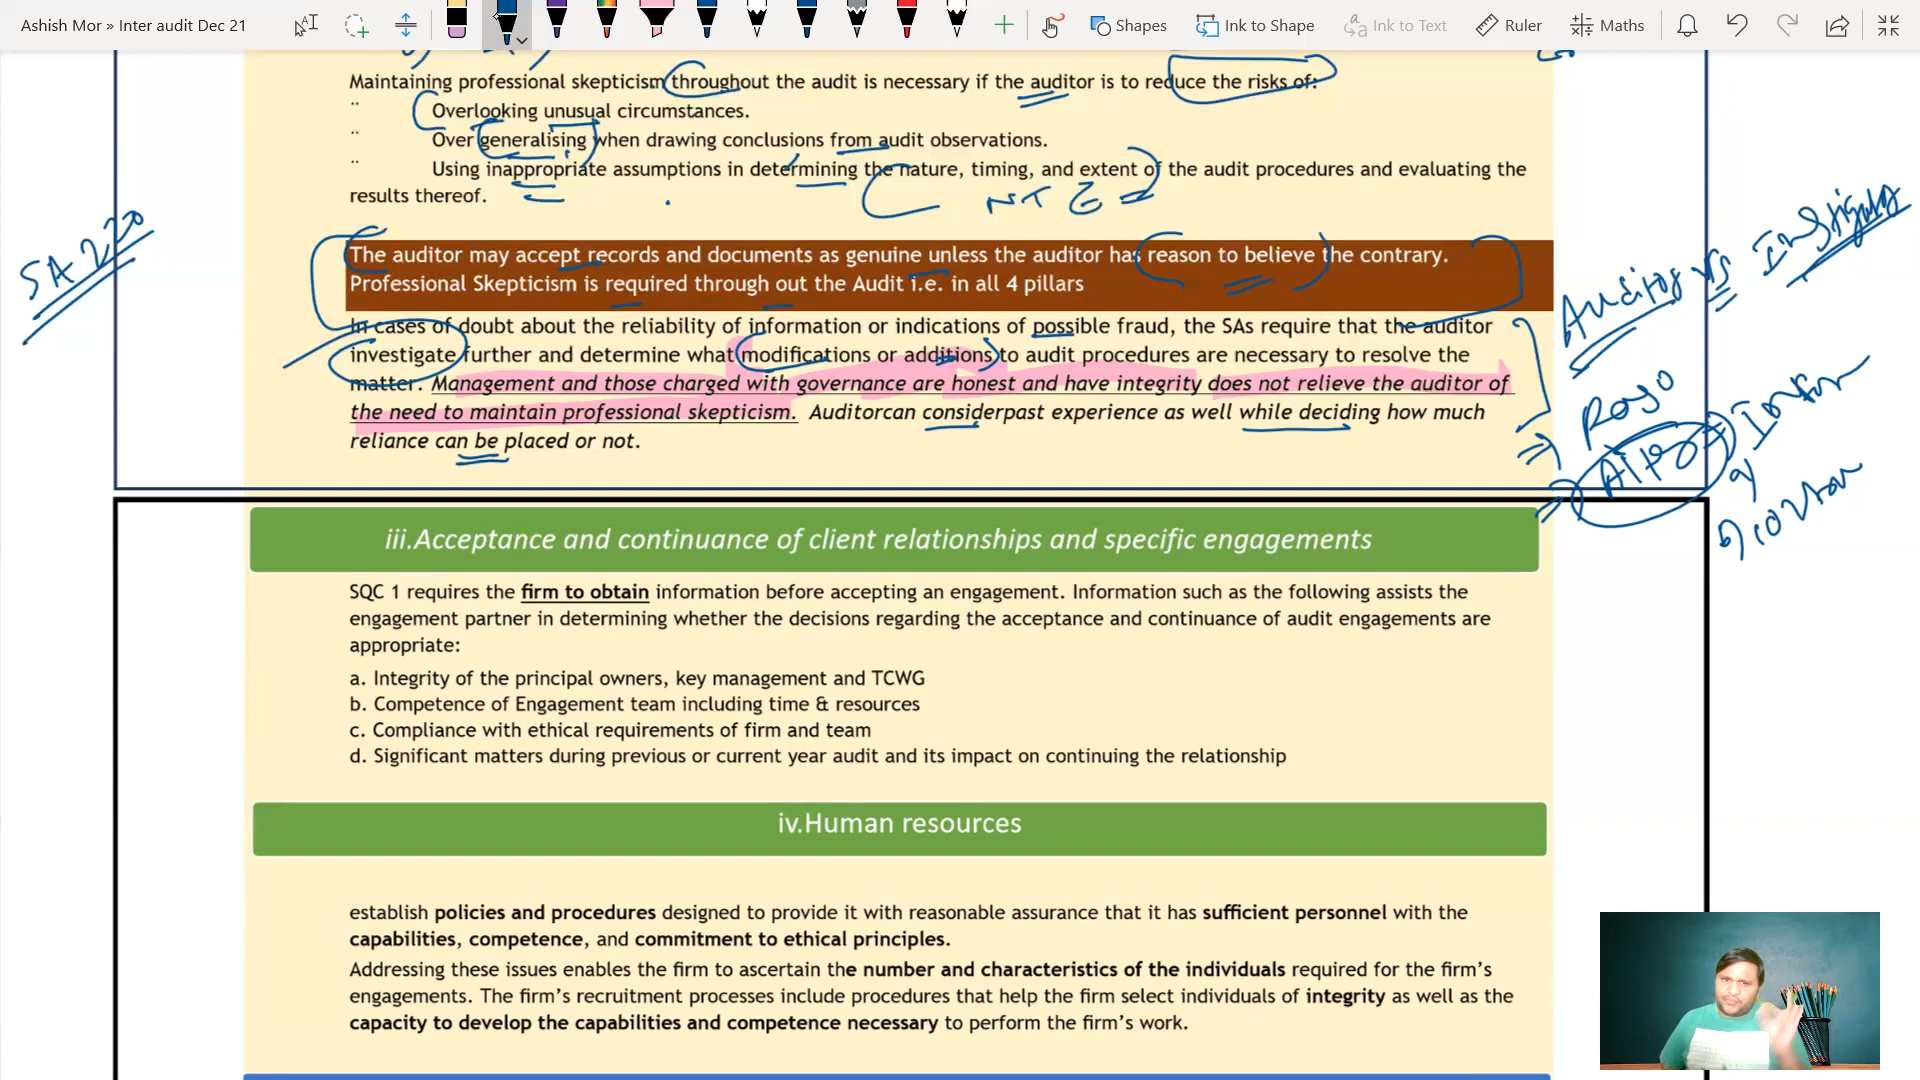 Ashish Mor » Inter audit Dec 21
Shapes
Ink to Shape
Ink to Text
Ruler
Maths
Maintaining professional skepticism throughout the audit is necessary if the auditor is to reduce the risks of:
¨ Overlooking unusual circumstances.
¨ Over generalising when drawing conclusions from audit observations.
¨ Using inappropriate assumptions in determining the nature, timing, and extent of the audit procedures and evaluating the
results thereof.
NTE
SA 220
The auditor may accept records and documents as genuine unless the auditor has reason to believe the contrary.
Professional Skepticism is required through out the Audit i.e. in all 4 pillars
In cases of doubt about the reliability of information or indications of possible fraud, the SAs require that the auditor
investigate further and determine what modifications or additions to audit procedures are necessary to resolve the
matter. Management and those charged with governance are honest and have integrity does not relieve the auditor of
the need to maintain professional skepticism. Auditorcan considerpast experience as well while deciding how much
reliance can be placed or not.
Auditor vs
iii.Acceptance and continuance of client relationships and specific engagements
SQC 1 requires the firm to obtain information before accepting an engagement. Information such as the following assists the
engagement partner in determining whether the decisions regarding the acceptance and continuance of audit engagements are
appropriate:
a. Integrity of the principal owners, key management and TCWG
b. Competence of Engagement team including time & resources
c. Compliance with ethical requirements of firm and team
d. Significant matters during previous or current year audit and its impact on continuing the relationship
iv.Human resources
establish policies and procedures designed to provide it with reasonable assurance that it has sufficient personnel with the
capabilities, competence, and commitment to ethical principles.
Addressing these issues enables the firm to ascertain the number and characteristics of the individuals required for the firm's
engagements. The firm's recruitment processes include procedures that help the firm select individuals of integrity as well as the
capacity to develop the capabilities and competence necessary to perform the firm's work.